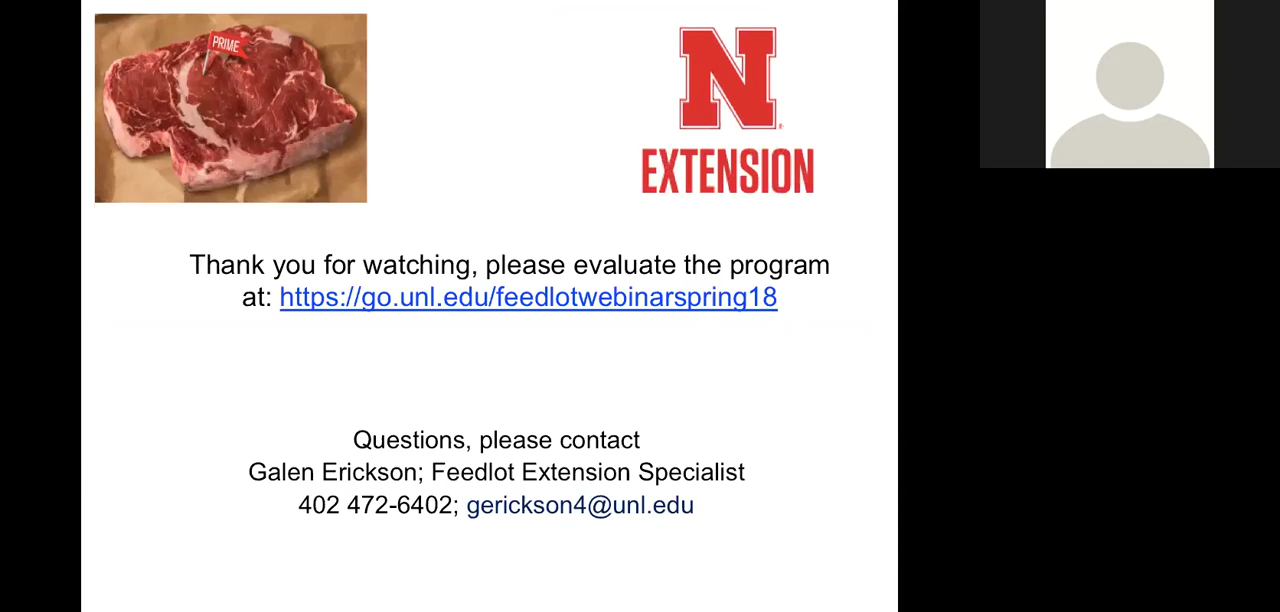 PRIME
N
EXTENSION
Thank you for watching, please evaluate the program
at: https://go.unl.edu/feedlotwebinarspring18
Questions, please contact
Galen Erickson; Feedlot Extension Specialist
402 472-6402; gerickson4@unl.edu